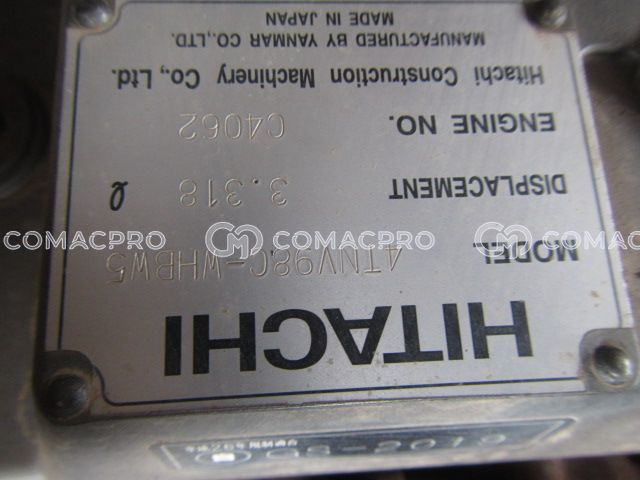 HITACHI
MODEL 4TNV98C-WHBW5
DISPLACEMENT 3.318 ℓ
ENGINE NO. C4062
Hitachi Construction Machinery Co., Ltd.
MANUFACTURED BY YANMAR CO., LTD.
MADE IN JAPAN
COMACPRO COMACPRO COMACPRO